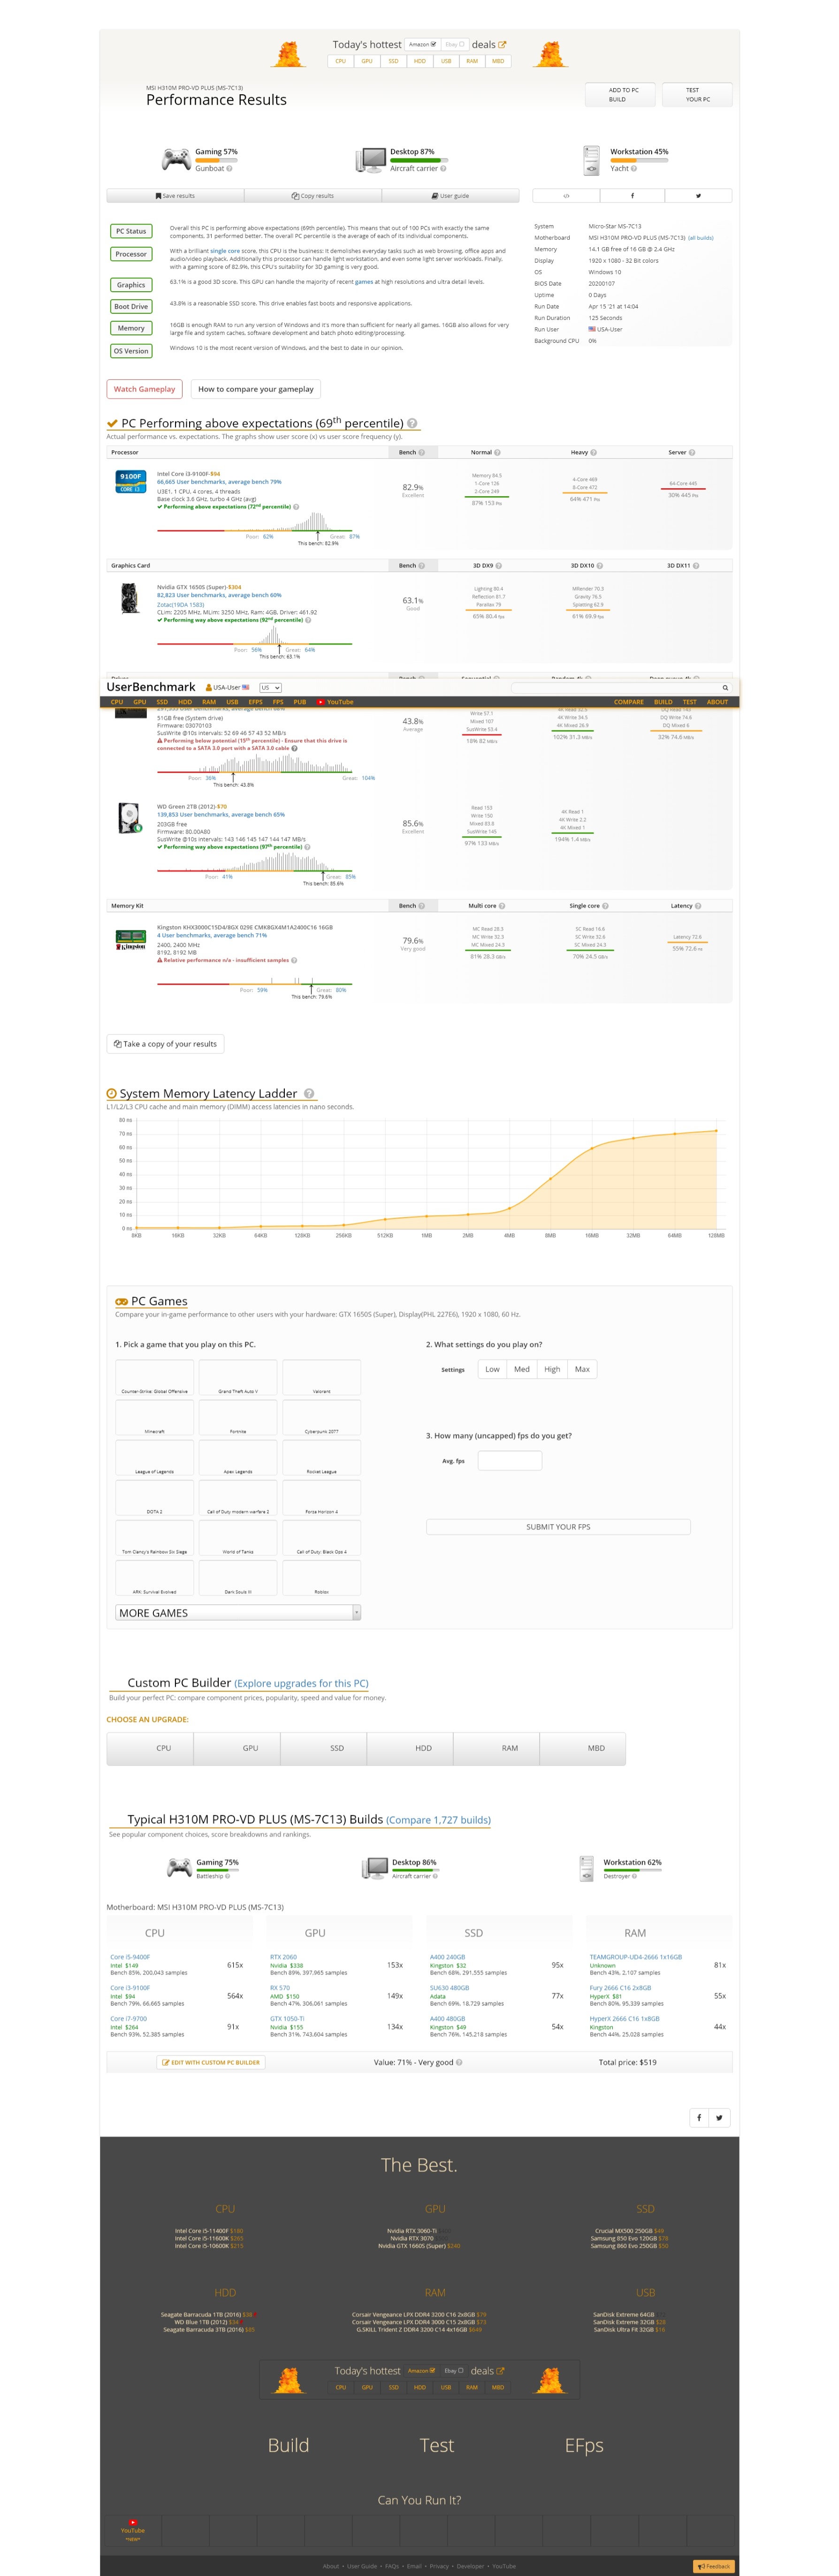 Today's hottest Amazon Ebay deals
CPU GPU SSD HDD USB RAM MBD
MSI H310M PRO-VD PLUS (MS-7C13)
Performance Results
ADD TO PC BUILD
TEST YOUR PC
Gaming 57%
Gunboat
Desktop 87%
Aircraft carrier
Workstation 45%
Yacht
Save results
Copy results
User guide
PC Status
Overall this PC is performing above expectations (69th percentile). This means that out of 100 PCs with exactly the same
components, 31 performed better. The overall PC percentile is the average of each of its individual components.
Processor
With a brilliant single core score, this CPU is the business: It demolishes everyday tasks such as web browsing, office apps and
audio/video playback. Additionally this processor can handle light workstation, and even some light server workloads. Finally,
with a gaming score of 82.9%, this CPU's suitability for 3D gaming is very good.
Graphics
63.1% is a good 3D score. This GPU can handle the majority of recent games at high resolutions and ultra detail levels.
Boot Drive
43.8% is a reasonable SSD score. This drive enables fast boots and responsive applications.
Memory
16GB is enough RAM to run any version of Windows and it's more than sufficient for nearly all games. 16GB also allows for very
large file and system caches, software development and batch photo editing/processing.
OS Version
Windows 10 is the most recent version of Windows, and the best to date in our opinion.
System Micro-Star MS-7C13
Motherboard MSI H310M PRO-VD PLUS (MS-7C13) (all builds)
Memory 14.1 GB free of 16 GB @ 2.4 GHz
Display 1920 x 1080 - 32 Bit colors
OS Windows 10
BIOS Date 20200107
Uptime 0 Days
Run Date Apr 15 '21 at 14:04
Run Duration 125 Seconds
Run User USA-User
Background CPU 0%
Watch Gameplay
How to compare your gameplay
PC Performing above expectations (69th percentile)
Actual performance vs. expectations. The graphs show user score (x) vs user score frequency (y).
Processor Bench Normal Heavy Server
Intel Core i3-9100F-$94
66,665 User benchmarks, average bench 79%
U3E1, 1 CPU, 4 cores, 4 threads
Base clock 3.6 GHz, turbo 4 GHz (avg)
Performing above expectations (72nd percentile)
Poor: 62% Great: 87%
This bench: 82.9%
82.9%
Excellent
Memory 84.5
1-Core 126
2-Core 249
87% 153 Pts
4-Core 469
8-Core 472
64% 471 Pts
64-Core 445
30% 445 Pts
Graphics Card Bench 3D DX9 3D DX10 3D DX11
Nvidia GTX 1650S (Super)-$304
82,823 User benchmarks, average bench 60%
Zotac(19DA 1583)
CLim: 2205 MHz, MLim: 3250 MHz, Ram: 4GB, Driver: 461.92
Performing way above expectations (92nd percentile)
Poor: 56% Great: 64%
This bench: 63.1%
63.1%
Good
Lighting 80.4
Reflection 81.7
Parallax 79
65% 80.4 fps
MRender 70.3
Gravity 76.5
Splatting 62.9
61% 69.9 fps
UserBenchmark USA-User US
CPU GPU SSD HDD RAM USB EFPS FPS PUB YouTube
COMPARE BUILD TEST ABOUT
51GB free (System drive)
Firmware: 03070103
SusWrite @10s intervals: 52 69 46 57 43 52 MB/s
Performing below potential (15th percentile) - Ensure that this drive is
connected to a SATA 3.0 port with a SATA 3.0 cable
Poor: 36% Great: 104%
This bench: 43.8%
43.8%
Average
Write 57.1
Mixed 107
SusWrite 53.4
18% 82 MB/s
4K Write 34.5
4K Mixed 26.9
102% 31.3 MB/s
DQ Write 74.6
DQ Mixed 6
32% 74.6 MB/s
WD Green 2TB (2012)-$70
139,853 User benchmarks, average bench 65%
203GB free
Firmware: 80.00A80
SusWrite @10s intervals: 143 146 145 147 144 147 MB/s
Performing way above expectations (97th percentile)
Poor: 41% Great: 85%
This bench: 85.6%
85.6%
Excellent
Read 153
Write 150
Mixed 83.8
SusWrite 145
97% 133 MB/s
4K Read 1
4K Write 2.2
4K Mixed 1
194% 1.4 MB/s
Memory Kit Bench Multi core Single core Latency
Kingston KHX3000C15D4/8GX 029E CMK8GX4M1A2400C16 16GB
4 User benchmarks, average bench 71%
2400, 2400 MHz
8192, 8192 MB
Relative performance n/a - insufficient samples
Poor: 59% Great: 80%
This bench: 79.6%
79.6%
Very good
MC Read 28.3
MC Write 32.3
MC Mixed 24.3
81% 28.3 GB/s
SC Read 16.6
SC Write 32.6
SC Mixed 24.3
70% 24.5 GB/s
Latency 72.6
55% 72.6 ns
Take a copy of your results
System Memory Latency Ladder
L1/L2/L3 CPU cache and main memory (DIMM) access latencies in nano seconds.
80 ns
70 ns
60 ns
50 ns
40 ns
30 ns
20 ns
10 ns
0 ns
8KB 16KB 32KB 64KB 128KB 256KB 512KB 1MB 2MB 4MB 8MB 16MB 32MB 64MB 128MB
PC Games
Compare your in-game performance to other users with your hardware: GTX 1650S (Super), Display(PHL 227E6), 1920 x 1080, 60 Hz.
1. Pick a game that you play on this PC.
Counter-Strike: Global Offensive Grand Theft Auto V Valorant
Minecraft Fortnite Cyberpunk 2077
League of Legends Apex Legends Rocket League
DOTA 2 Call of Duty modern warfare 2 Forza Horizon 4
Tom Clancy's Rainbow Six Siege World of Tanks Call of Duty: Black Ops 4
ARK: Survival Evolved Dark Souls III Roblox
MORE GAMES
2. What settings do you play on?
Settings Low Med High Max
3. How many (uncapped) fps do you get?
Avg. fps
SUBMIT YOUR FPS
Custom PC Builder (Explore upgrades for this PC)
Build your perfect PC: compare component prices, popularity, speed and value for money.
CHOOSE AN UPGRADE:
CPU GPU SSD HDD RAM MBD
Typical H310M PRO-VD PLUS (MS-7C13) Builds (Compare 1,727 builds)
See popular component choices, score breakdowns and rankings.
Gaming 75%
Battleship
Desktop 86%
Aircraft carrier
Workstation 62%
Destroyer
Motherboard: MSI H310M PRO-VD PLUS (MS-7C13)
CPU
Core i5-9400F
Intel $149 615x
Bench 85%, 200,043 samples
Core i3-9100F
Intel $94 564x
Bench 79%, 66,665 samples
Core i7-9700
Intel $264 91x
Bench 93%, 52,385 samples
GPU
RTX 2060
Nvidia $338 153x
Bench 89%, 397,965 samples
RX 570
AMD $150 149x
Bench 47%, 306,061 samples
GTX 1050-Ti
Nvidia $155 134x
Bench 31%, 743,604 samples
SSD
A400 240GB
Kingston $32 95x
Bench 68%, 291,555 samples
SU630 480GB
Adata 77x
Bench 69%, 18,729 samples
A400 480GB
Kingston $49 54x
Bench 76%, 145,218 samples
RAM
TEAMGROUP-UD4-2666 1x16GB
Unknown 81x
Bench 43%, 2,107 samples
Fury 2666 C16 2x8GB
HyperX $81 55x
Bench 80%, 95,339 samples
HyperX 2666 C16 1x8GB
Kingston 44x
Bench 44%, 25,028 samples
EDIT WITH CUSTOM PC BUILDER
Value: 71% - Very good
Total price: $519
The Best.
CPU
Intel Core i5-11400F $180
Intel Core i5-11600K $265
Intel Core i5-10600K $215
GPU
Nvidia RTX 3060-Ti
Nvidia RTX 3070
Nvidia GTX 1660S (Super) $246
SSD
Crucial MX500 250GB $49
Samsung 850 Evo 120GB $78
Samsung 860 Evo 250GB $50
HDD
Seagate Barracuda 1TB (2016) $38
WD Blue 1TB (2012) $34
Seagate Barracuda 3TB (2016) $85
RAM
Corsair Vengeance LPX DDR4 3200 C16 2x8GB $79
Corsair Vengeance LPX DDR4 3000 C15 2x8GB $73
G.SKILL Trident Z DDR4 3200 C14 4x16GB $649
USB
SanDisk Extreme 64GB
SanDisk Extreme 32GB $28
SanDisk Ultra Fit 32GB $16
Today's hottest Amazon Ebay deals
CPU GPU SSD HDD USB RAM MBD
Build Test EFps
Can You Run It?
YouTube
*NEW*
About • User Guide • FAQs • Email • Privacy • Developer • YouTube
Feedback